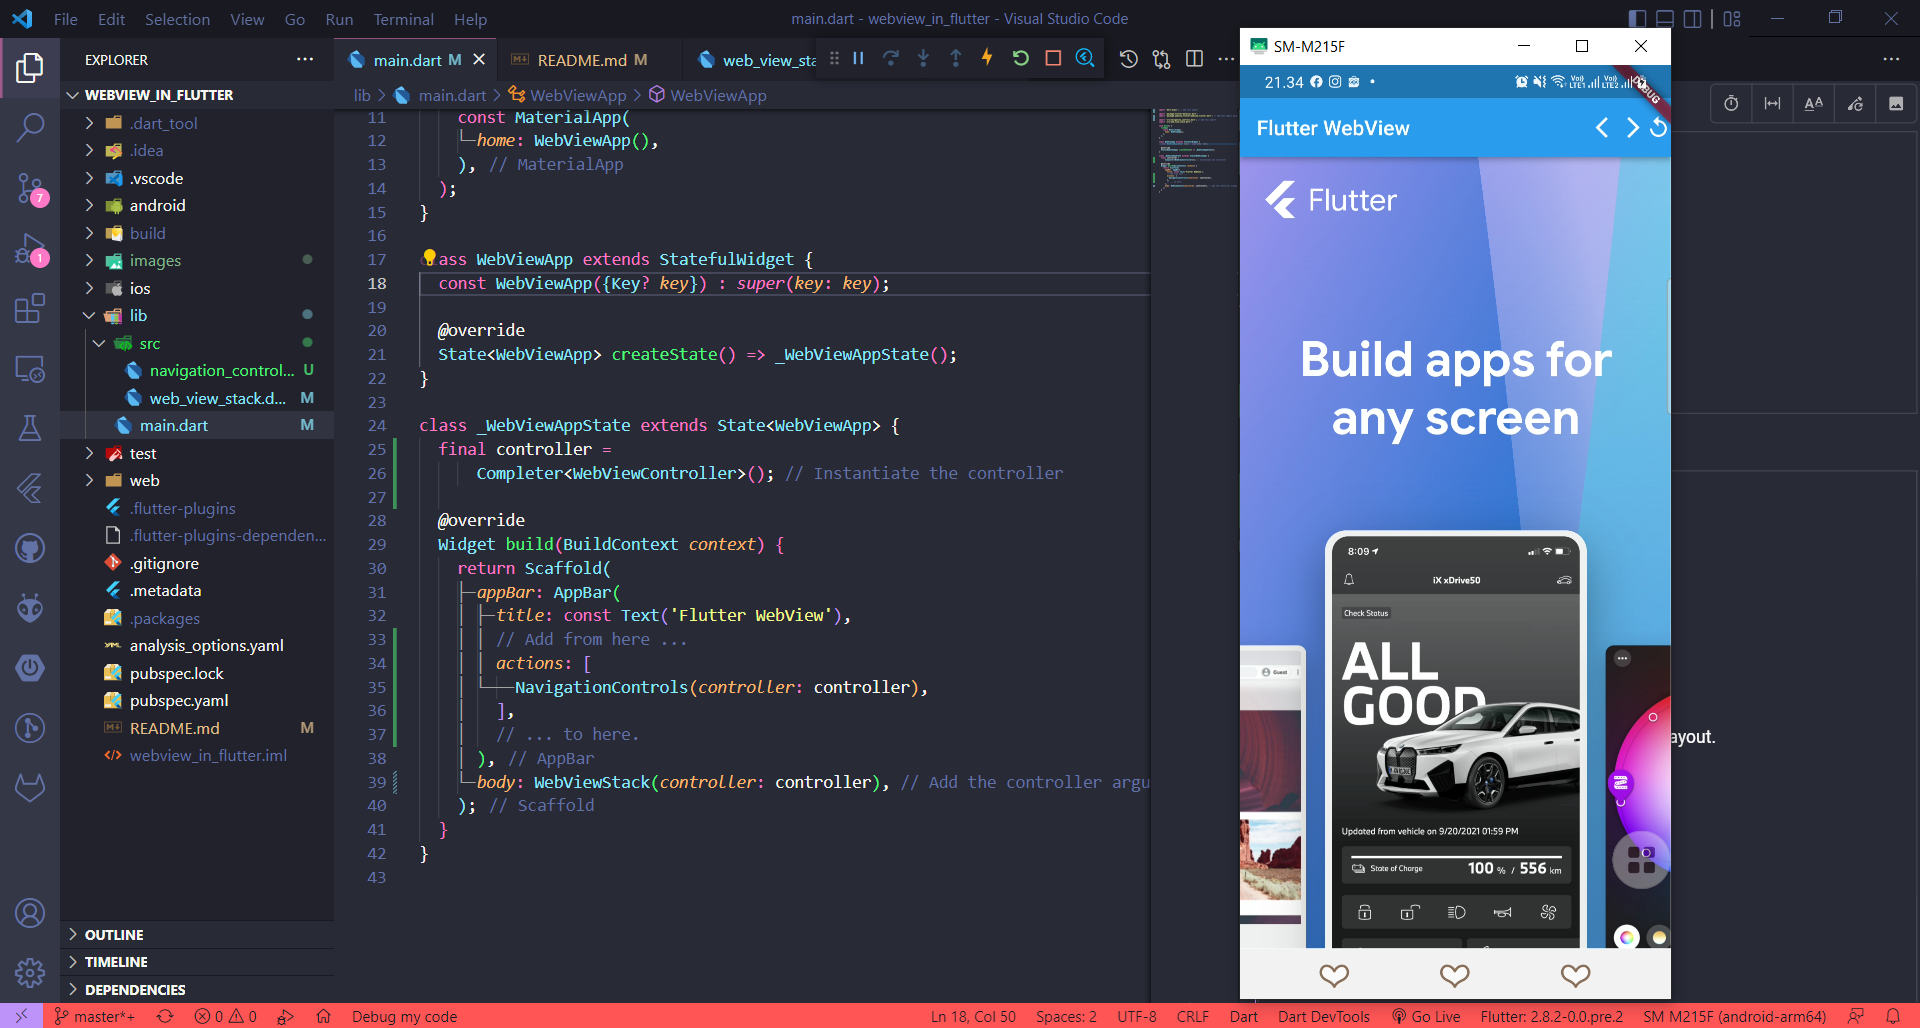 File Edit Selection View Go Run Terminal Help
main.dart - webview_in_flutter - Visual Studio Code
EXPLORER
WEBVIEW_IN_FLUTTER
.dart_tool
.idea
.vscode
android
build
images
ios
lib
src
navigation_control... U
web_view_stack.d... M
main.dart M
test
web
.flutter-plugins
.flutter-plugins-dependen...
.gitignore
.metadata
.packages
analysis_options.yaml
pubspec.lock
pubspec.yaml
README.md M
webview_in_flutter.iml
OUTLINE
TIMELINE
DEPENDENCIES
7
1
main.dart M
README.md M
web_view_sta
lib > main.dart > WebViewApp > WebViewApp
11 const MaterialApp(
12 home: WebViewApp(),
13 ), // MaterialApp
14 );
15 }
16
17 ass WebViewApp extends StatefulWidget {
18 const WebViewApp({Key? key}) : super(key: key);
19
20 @override
21 State<WebViewApp> createState() => _WebViewAppState();
22 }
23
24 class _WebViewAppState extends State<WebViewApp> {
25 final controller =
26 Completer<WebViewController>(); // Instantiate the controller
27
28 @override
29 Widget build(BuildContext context) {
30 return Scaffold(
31 appBar: AppBar(
32 title: const Text('Flutter WebView'),
33 // Add from here ...
34 actions: [
35 NavigationControls(controller: controller),
36 ],
37 // ... to here.
38 ), // AppBar
39 body: WebViewStack(controller: controller), // Add the controller argu
40 ); // Scaffold
41 }
42 }
43
SM-M215F
21.34
Flutter WebView
Flutter
Build apps for
any screen
8:09
iX xDrive50
Check Status
ALL
GOOD
Updated from vehicle on 9/20/2021 01:59 PM
State of Charge 100 % / 556 km
Guest
ayout.
master*+ 0 0 Debug my code
Ln 18, Col 50 Spaces: 2 UTF-8 CRLF Dart Dart DevTools Go Live Flutter: 2.8.2-0.0.pre.2 SM M215F (android-arm64)